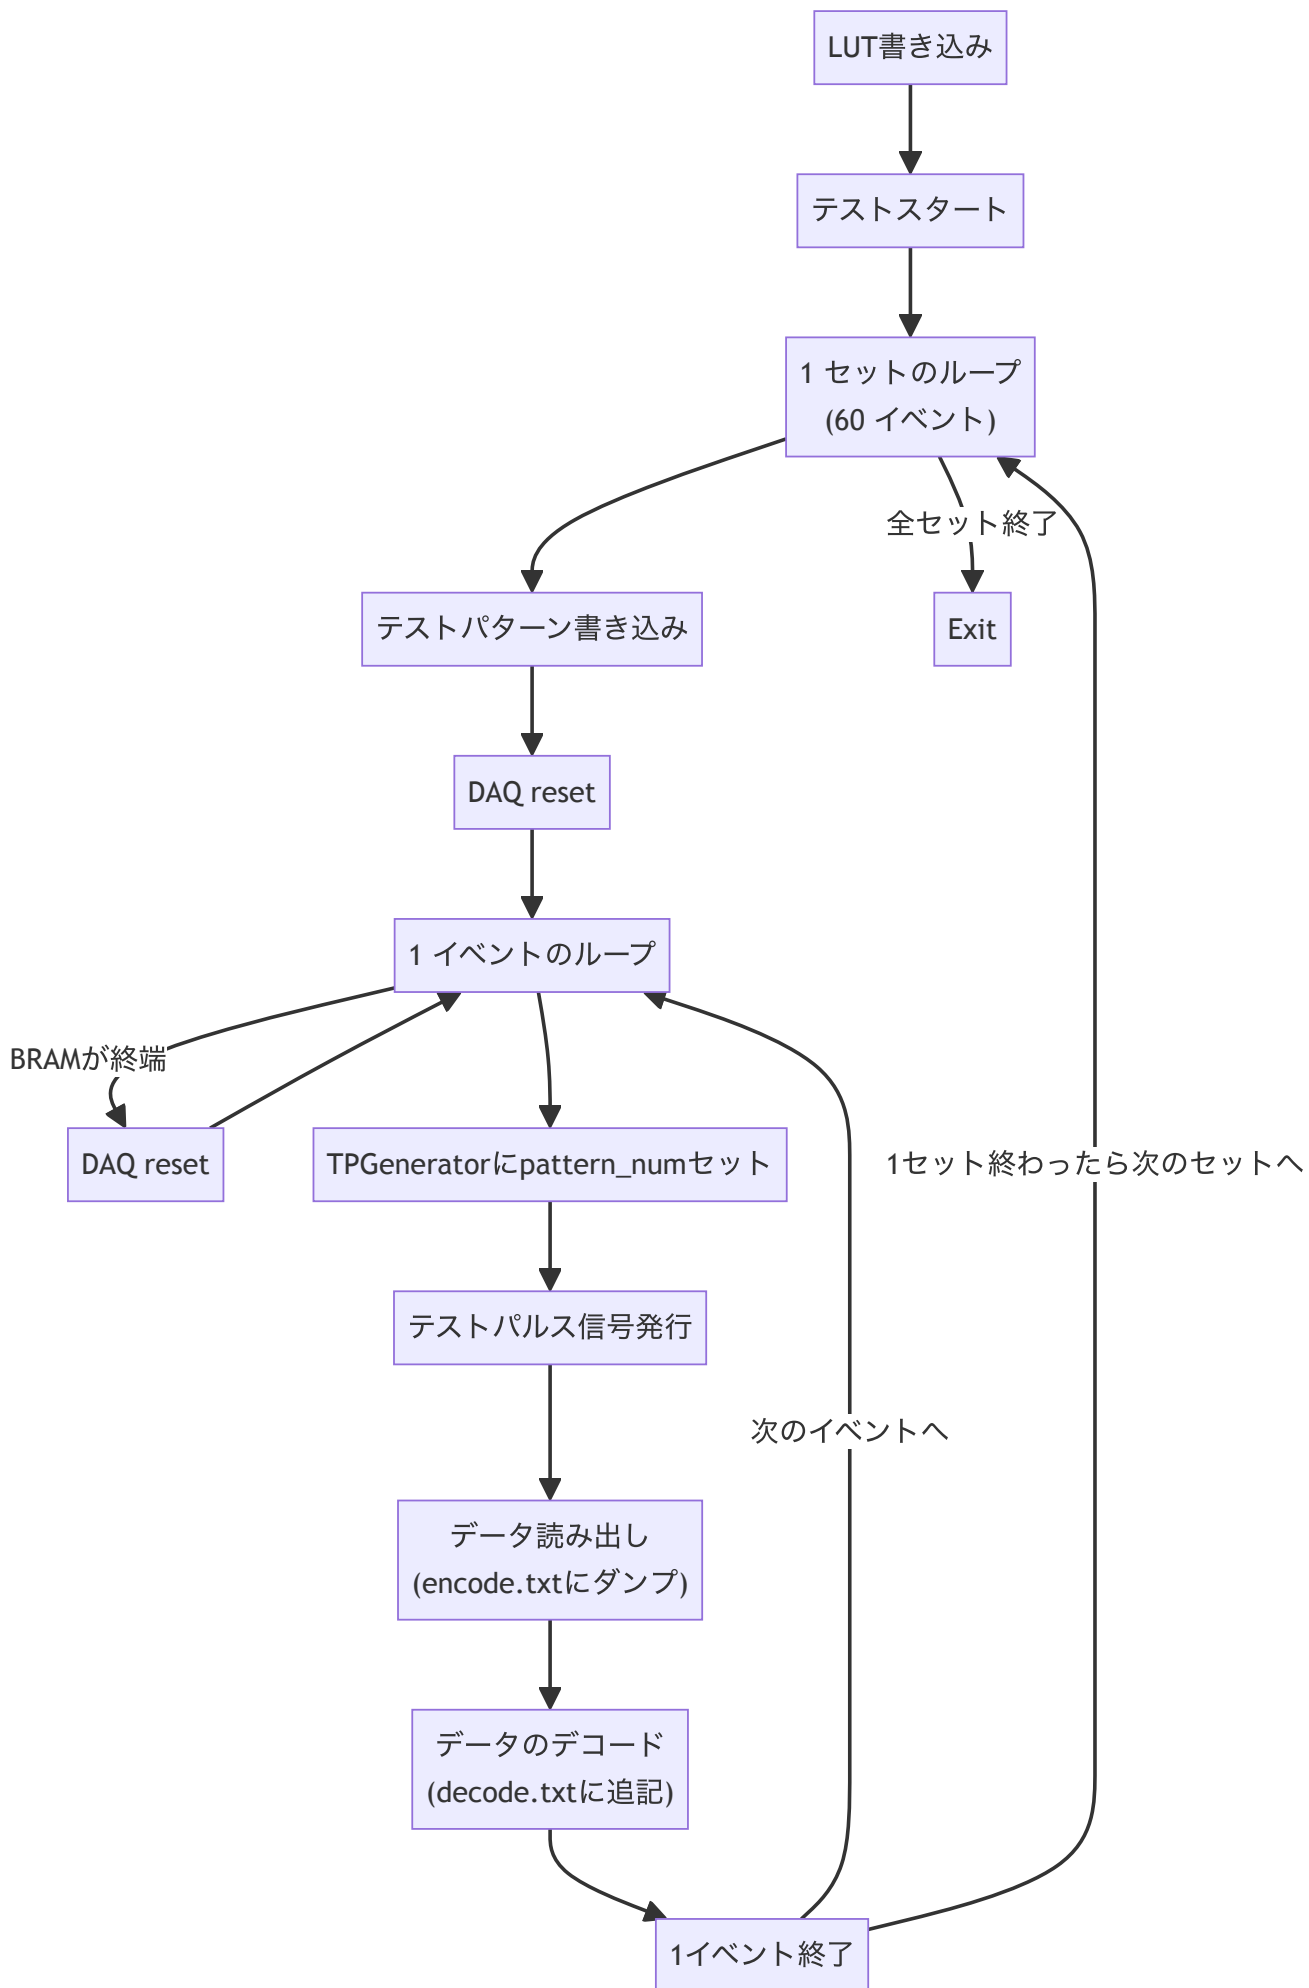 LUT書き込み
テストスタート
1 セットのループ
(60 イベント)
全セット終了
テストパターン書き込み
Exit
DAQ reset
1 イベントのループ
BRAMが終端
DAQ reset
TPGeneratorにpattern_numセット
1セット終わったら次のセットへ
テストパルス信号発行
次のイベントへ
データ読み出し
(encode.txtにダンプ)
データのデコード
(decode.txtに追記)
1イベント終了